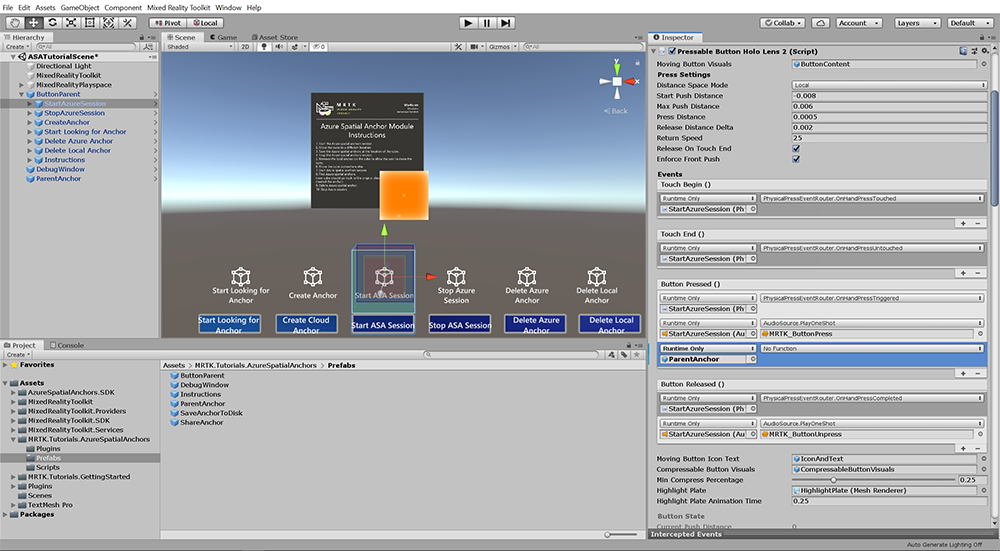 File Edit Assets GameObject Component Mixed Reality Toolkit Window Help
Pivot Local Collab Account Layers Default
Hierarchy
Create All
ASATutorialScene*
Directional Light
MixedRealityToolkit
MixedRealityPlayspace
ButtonParent
StartAzureSession
StopAzureSession
CreateAnchor
Start Looking for Anchor
Delete Azure Anchor
Delete Local Anchor
Instructions
DebugWindow
ParentAnchor
Scene Game Asset Store
Shaded 2D 0 Gizmos All
Y
X
Z
Back
MRTK
Azure Spatial Anchor Module
Instructions
Start Looking for
Anchor
Create Anchor
Start ASA Session
Stop Azure
Session
Delete Azure
Anchor
Delete Local
Anchor
Start Looking for
Anchor
Create Cloud
Anchor
Start ASA Session
Stop ASA Session
Delete Azure
Anchor
Delete Local
Anchor
Project Console
Create
Favorites
Assets
AzureSpatialAnchors.SDK
MixedRealityToolkit
MixedRealityToolkit.Providers
MixedRealityToolkit.SDK
MixedRealityToolkit.Services
MRTK.Tutorials.AzureSpatialAnchors
Plugins
Prefabs
Scripts
MRTK.Tutorials.GettingStarted
Plugins
Scenes
TextMesh Pro
Packages
Assets > MRTK.Tutorials.AzureSpatialAnchors > Prefabs
ButtonParent
DebugWindow
Instructions
ParentAnchor
SaveAnchorToDisk
ShareAnchor
Inspector
Pressable Button Holo Lens 2 (Script)
Moving Button Visuals ButtonContent
Press Settings
Distance Space Mode Local
Start Push Distance -0.008
Max Push Distance 0.006
Press Distance 0.0005
Release Distance Delta 0.002
Return Speed 25
Release On Touch End
Enforce Front Push
Events
Touch Begin ()
Runtime Only PhysicalPressEventRouter.OnHandPressTouched
StartAzureSession (Ph
Touch End ()
Runtime Only PhysicalPressEventRouter.OnHandPressUntouched
StartAzureSession (Ph
Button Pressed ()
Runtime Only PhysicalPressEventRouter.OnHandPressTriggered
StartAzureSession (Ph
Runtime Only AudioSource.PlayOneShot
StartAzureSession (Au MRTK_ButtonPress
Runtime Only No Function
ParentAnchor
Button Released ()
Runtime Only PhysicalPressEventRouter.OnHandPressCompleted
StartAzureSession (Ph
Runtime Only AudioSource.PlayOneShot
StartAzureSession (Au MRTK_ButtonUnpress
Moving Button Icon Text IconAndText
Compressable Button Visuals CompressableButtonVisuals
Min Compress Percentage 0.25
Highlight Plate HighlightPlate (Mesh Renderer)
Highlight Plate Animation Time 0.25
Button State
Current Push Distance 0
Intercepted Events
Auto Generate Lighting Off